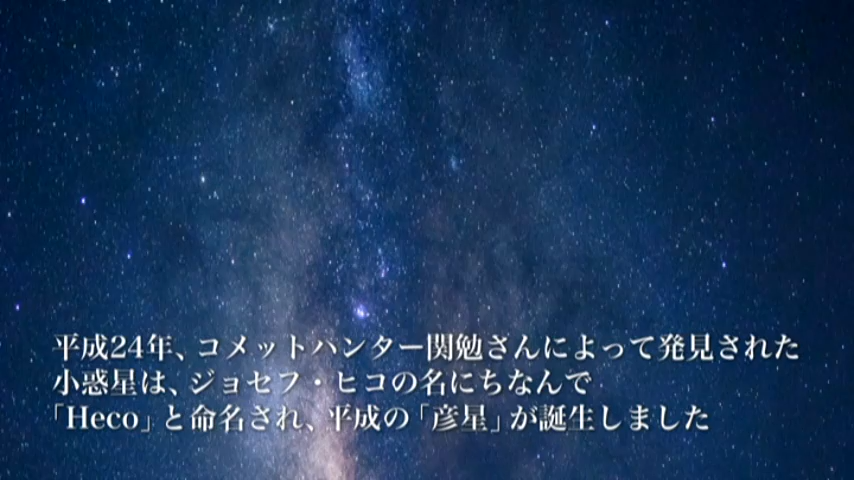 平成24年、コメットハンター関勉さんによって発見された
小惑星は、ジョセフ・ヒコの名にちなんで
「Heco」と命名され、平成の「彦星」が誕生しました